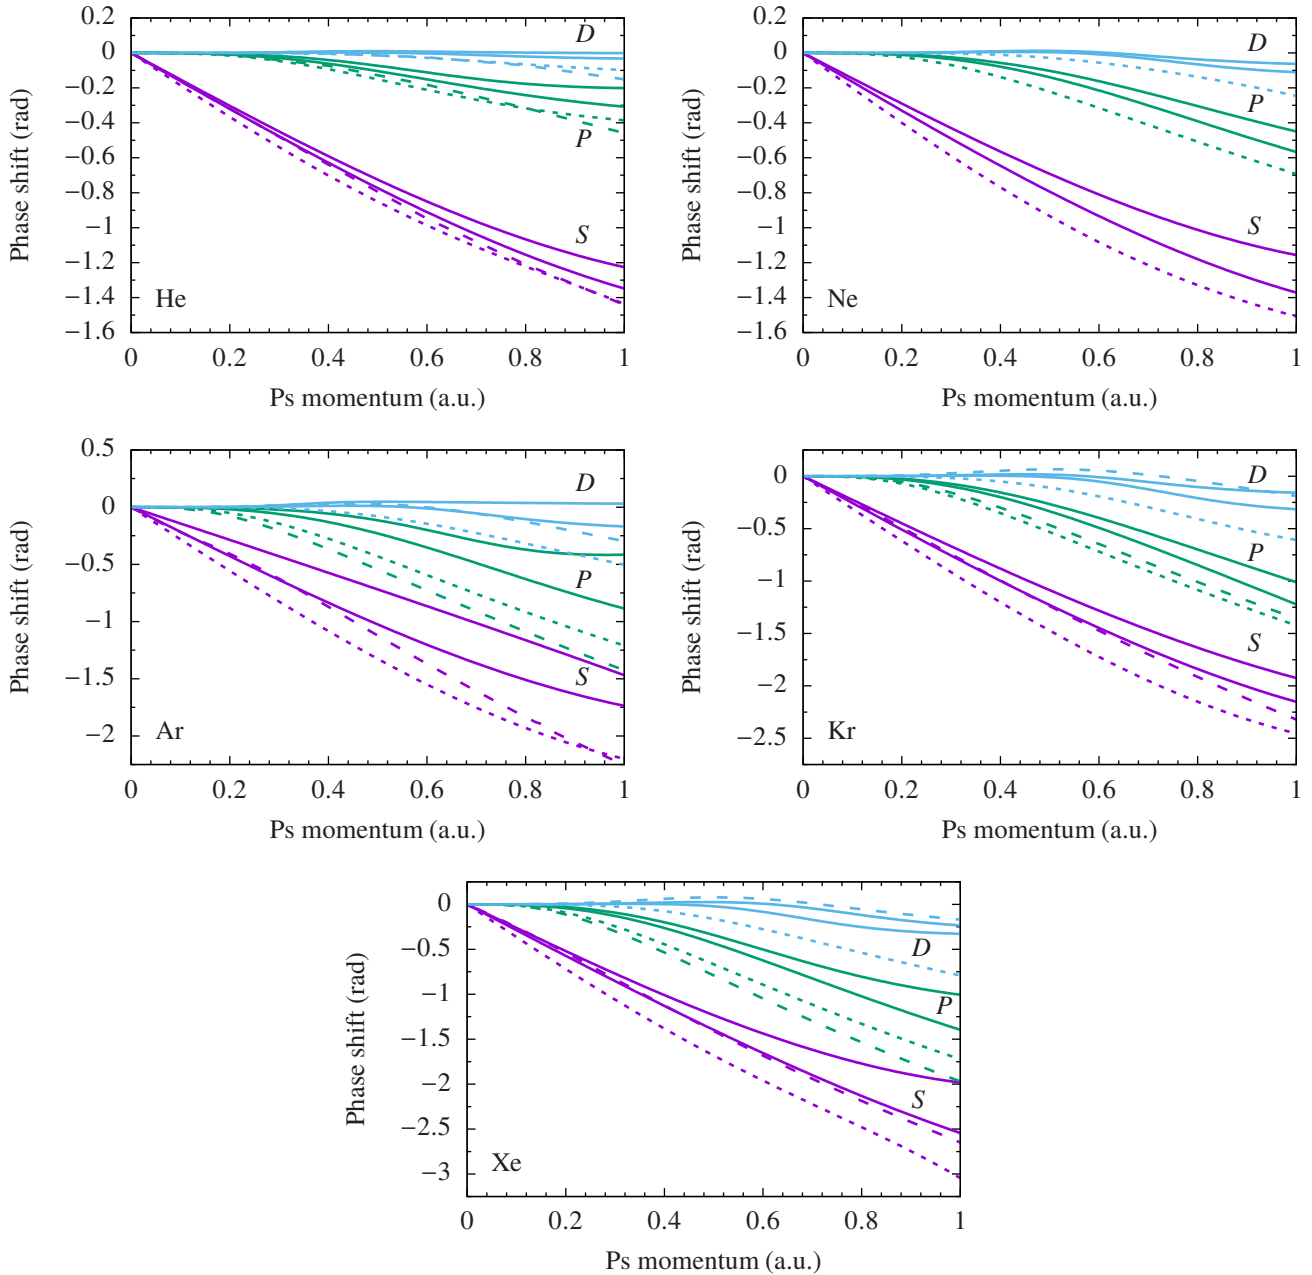 0.2
0
−0.2
−0.4
−0.6
−0.8
−1
−1.2
−1.4
−1.6
Phase shift (rad)
D
P
S
He
0 0.2 0.4 0.6 0.8 1
Ps momentum (a.u.)
0.2
0
−0.2
−0.4
−0.6
−0.8
−1
−1.2
−1.4
−1.6
Phase shift (rad)
D
P
S
Ne
0 0.2 0.4 0.6 0.8 1
Ps momentum (a.u.)
0.5
0
−0.5
−1
−1.5
−2
Phase shift (rad)
D
P
S
Ar
0 0.2 0.4 0.6 0.8 1
Ps momentum (a.u.)
0
−0.5
−1
−1.5
−2
−2.5
Phase shift (rad)
D
P
S
Kr
0 0.2 0.4 0.6 0.8 1
Ps momentum (a.u.)
0
−0.5
−1
−1.5
−2
−2.5
−3
Phase shift (rad)
D
P
S
Xe
0 0.2 0.4 0.6 0.8 1
Ps momentum (a.u.)